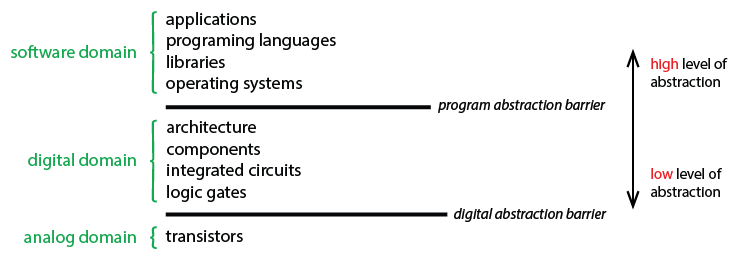 applications
programing languages
software domain
libraries
operating systems
high level of
abstraction
program abstraction barrier
architecture
components
digital domain
integrated circuits
logic gates
low level of
abstraction
digital abstraction barrier
analog domain
transistors